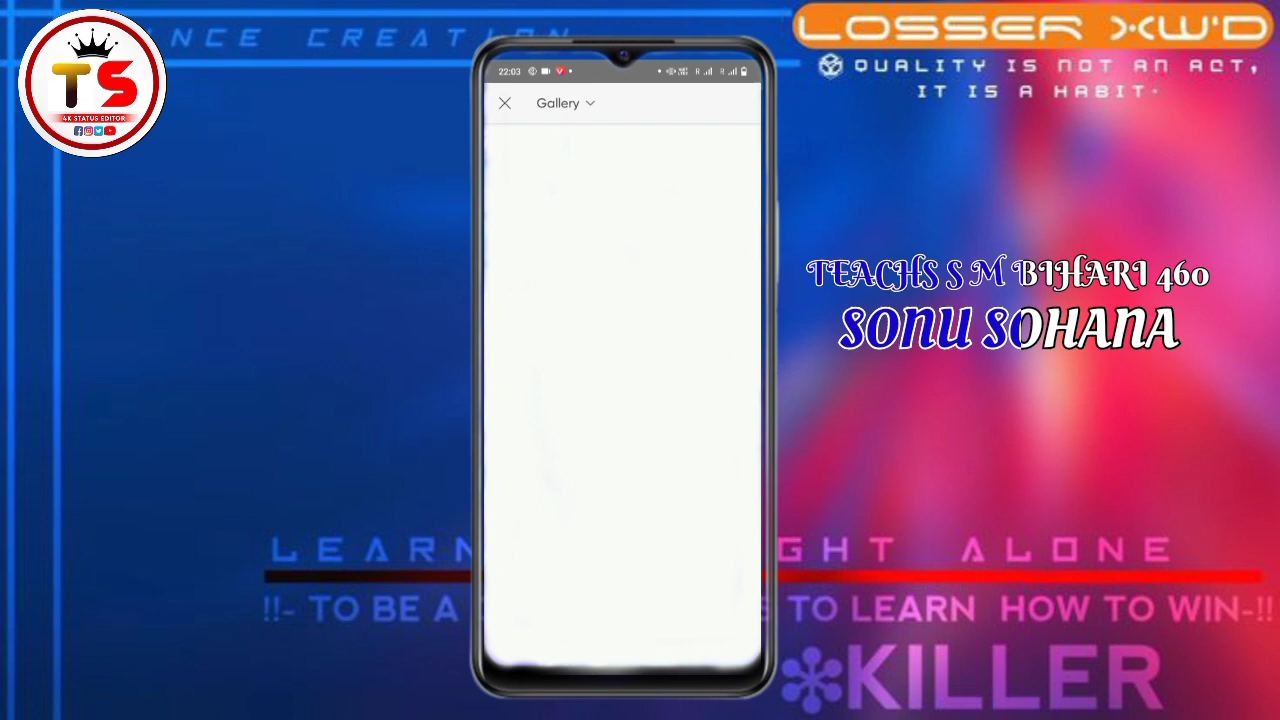 TS
4K STATUS EDITOR
NCE CREATION
LOSSER XW'D
QUALITY IS NOT AN ACT,
IT IS A HABIT.
22:03
Gallery
TEACHS S M BIHARI 460
SONU SOHANA
LEARN GHT ALONE
!!- TO BE A S TO LEARN HOW TO WIN-!!
*KILLER